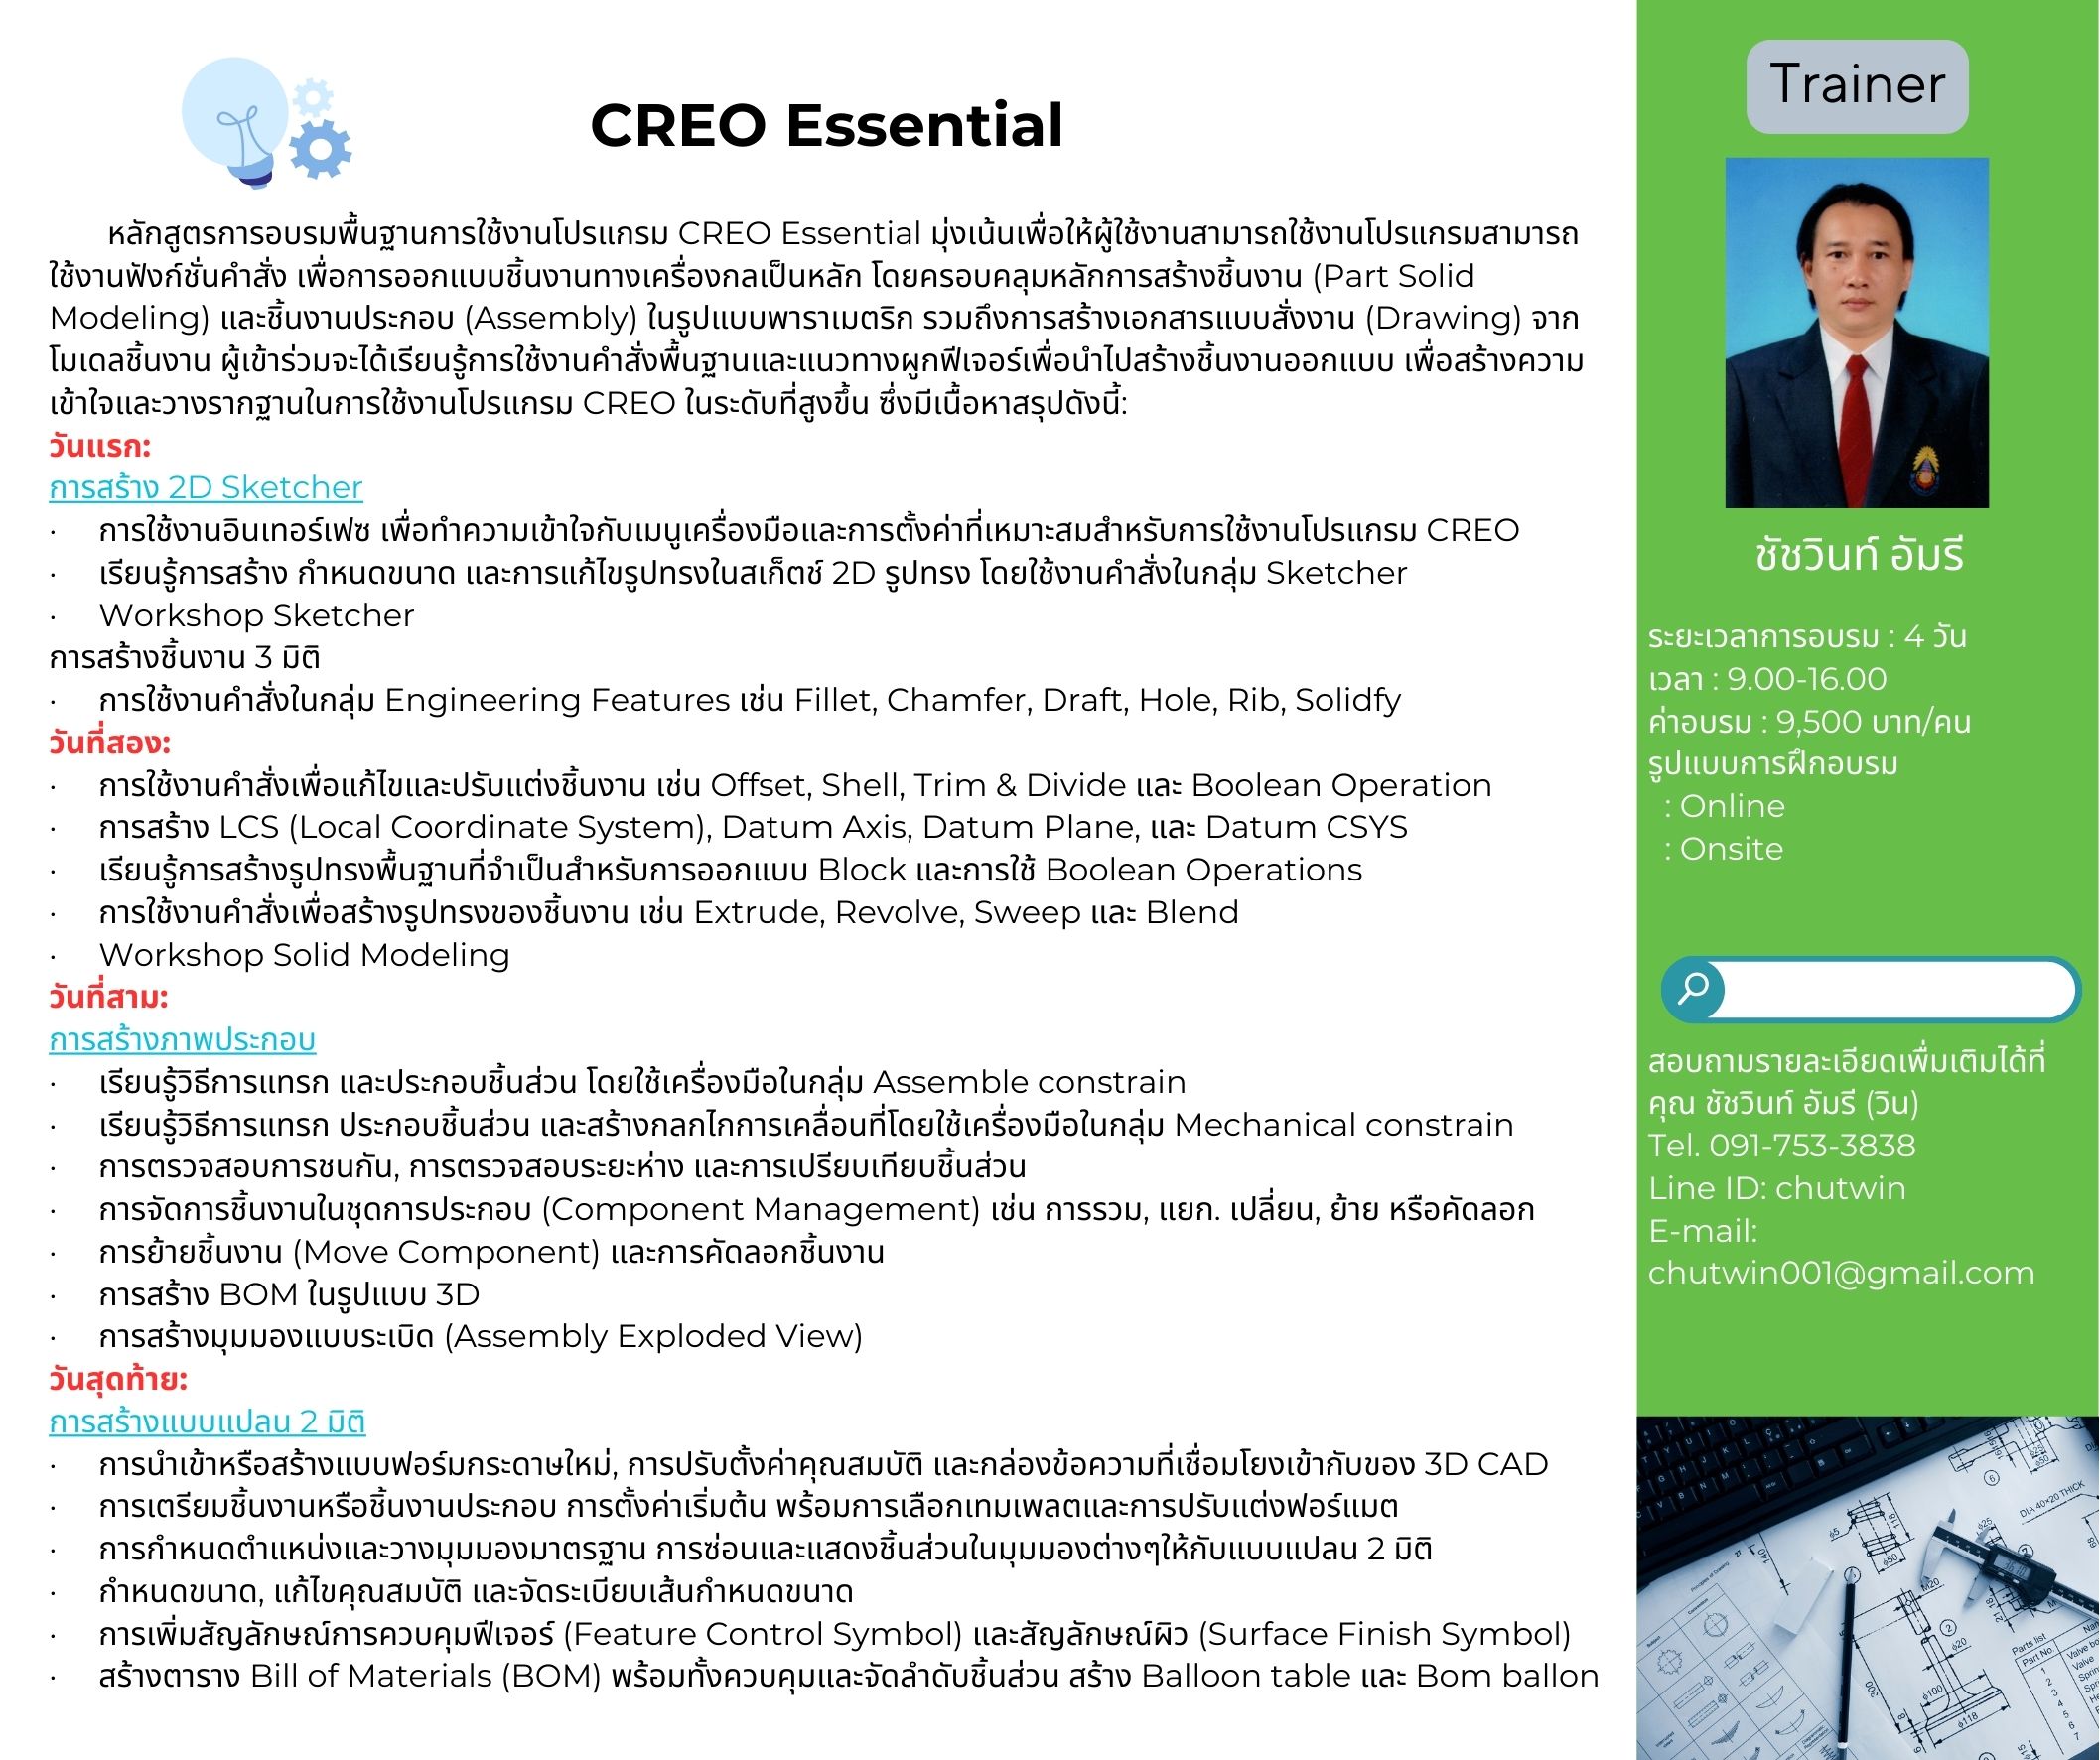 CREO Essential
หลักสูตรการอบรมพื้นฐานการใช้งานโปรแกรม CREO Essential มุ่งเน้นเพื่อให้ผู้ใช้งานสามารถใช้งานโปรแกรมสามารถ
ใช้งานฟังก์ชั่นคำสั่ง เพื่อการออกแบบชิ้นงานทางเครื่องกลเป็นหลัก โดยครอบคลุมหลักการสร้างชิ้นงาน (Part Solid
Modeling) และชิ้นงานประกอบ (Assembly) ในรูปแบบพาราเมตริก รวมถึงการสร้างเอกสารแบบสั่งงาน (Drawing) จาก
โมเดลชิ้นงาน ผู้เข้าร่วมจะได้เรียนรู้การใช้งานคำสั่งพื้นฐานและแนวทางผูกฟีเจอร์เพื่อนำไปสร้างชิ้นงานออกแบบ เพื่อสร้างความ
เข้าใจและวางรากฐานในการใช้งานโปรแกรม CREO ในระดับที่สูงขึ้น ซึ่งมีเนื้อหาสรุปดังนี้:
วันแรก:
การสร้าง 2D Sketcher
· การใช้งานอินเทอร์เฟซ เพื่อทำความเข้าใจกับเมนูเครื่องมือและการตั้งค่าที่เหมาะสมสำหรับการใช้งานโปรแกรม CREO
· เรียนรู้การสร้าง กำหนดขนาด และการแก้ไขรูปทรงในสเก็ตช์ 2D รูปทรง โดยใช้งานคำสั่งในกลุ่ม Sketcher
· Workshop Sketcher
การสร้างชิ้นงาน 3 มิติ
· การใช้งานคำสั่งในกลุ่ม Engineering Features เช่น Fillet, Chamfer, Draft, Hole, Rib, Solidfy
วันที่สอง:
· การใช้งานคำสั่งเพื่อแก้ไขและปรับแต่งชิ้นงาน เช่น Offset, Shell, Trim & Divide และ Boolean Operation
· การสร้าง LCS (Local Coordinate System), Datum Axis, Datum Plane, และ Datum CSYS
· เรียนรู้การสร้างรูปทรงพื้นฐานที่จำเป็นสำหรับการออกแบบ Block และการใช้ Boolean Operations
· การใช้งานคำสั่งเพื่อสร้างรูปทรงของชิ้นงาน เช่น Extrude, Revolve, Sweep และ Blend
· Workshop Solid Modeling
วันที่สาม:
การสร้างภาพประกอบ
· เรียนรู้วิธีการแทรก และประกอบชิ้นส่วน โดยใช้เครื่องมือในกลุ่ม Assemble constrain
· เรียนรู้วิธีการแทรก ประกอบชิ้นส่วน และสร้างกลกไกการเคลื่อนที่โดยใช้เครื่องมือในกลุ่ม Mechanical constrain
· การตรวจสอบการชนกัน, การตรวจสอบระยะห่าง และการเปรียบเทียบชิ้นส่วน
· การจัดการชิ้นงานในชุดการประกอบ (Component Management) เช่น การรวม, แยก. เปลี่ยน, ย้าย หรือคัดลอก
· การย้ายชิ้นงาน (Move Component) และการคัดลอกชิ้นงาน
· การสร้าง BOM ในรูปแบบ 3D
· การสร้างมุมมองแบบระเบิด (Assembly Exploded View)
วันสุดท้าย:
การสร้างแบบแปลน 2 มิติ
· การนำเข้าหรือสร้างแบบฟอร์มกระดาษใหม่, การปรับตั้งค่าคุณสมบัติ และกล่องข้อความที่เชื่อมโยงเข้ากับของ 3D CAD
· การเตรียมชิ้นงานหรือชิ้นงานประกอบ การตั้งค่าเริ่มต้น พร้อมการเลือกเทมเพลตและการปรับแต่งฟอร์แมต
· การกำหนดตำแหน่งและวางมุมมองมาตรฐาน การซ่อนและแสดงชิ้นส่วนในมุมมองต่างๆให้กับแบบแปลน 2 มิติ
· กำหนดขนาด, แก้ไขคุณสมบัติ และจัดระเบียบเส้นกำหนดขนาด
· การเพิ่มสัญลักษณ์การควบคุมฟีเจอร์ (Feature Control Symbol) และสัญลักษณ์ผิว (Surface Finish Symbol)
· สร้างตาราง Bill of Materials (BOM) พร้อมทั้งควบคุมและจัดลำดับชิ้นส่วน สร้าง Balloon table และ Bom ballon
Trainer
ชัชวินท์ อัมรี
ระยะเวลาการอบรม : 4 วัน
เวลา : 9.00-16.00
ค่าอบรม : 9,500 บาท/คน
รูปแบบการฝึกอบรม
: Online
: Onsite
สอบถามรายละเอียดเพิ่มเติมได้ที่
คุณ ชัชวินท์ อัมรี (วิน)
Tel. 091-753-3838
Line ID: chutwin
E-mail:
chutwin001@gmail.com
DIA 40×20 THICK
M20
φ20
φ100
φ118
φ50
300
140
Parts list
Part No.